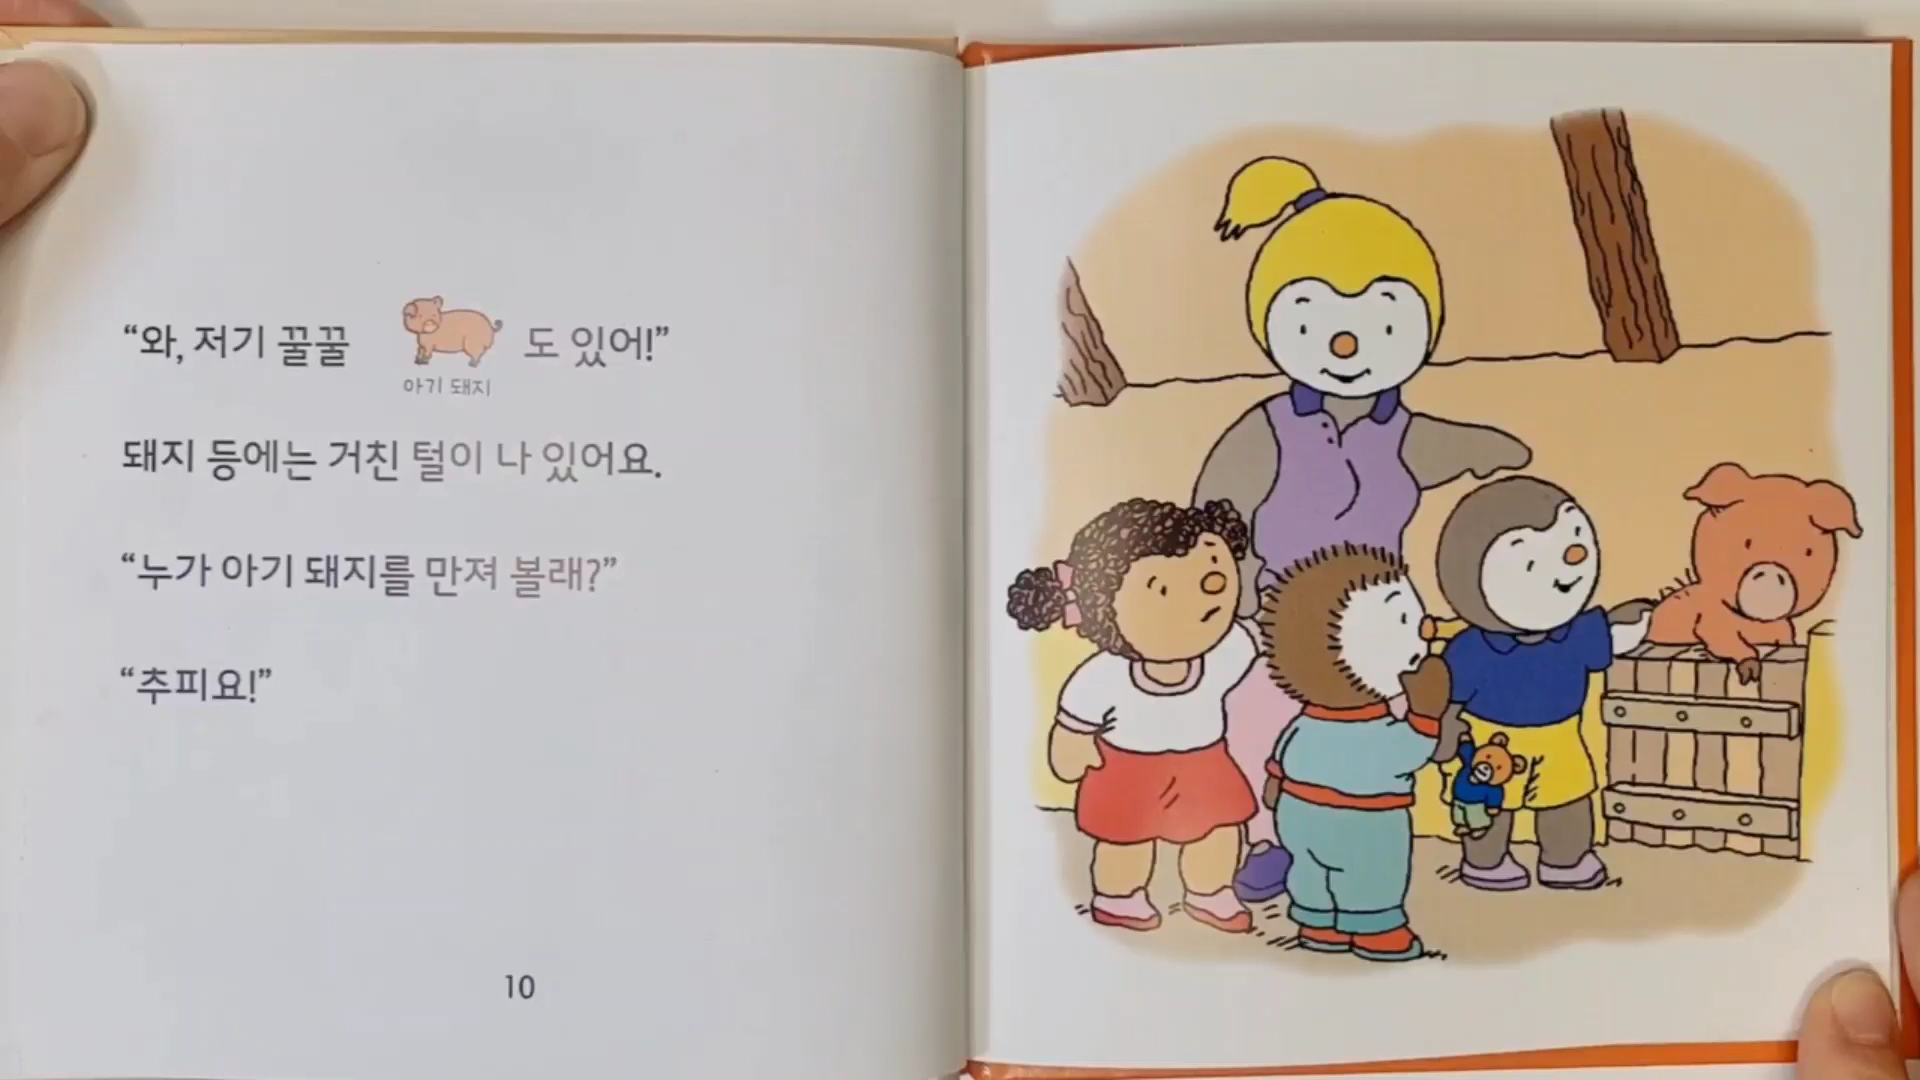 “와, 저기 꿀꿀 도 있어!”
아기 돼지
돼지 등에는 거친 털이 나 있어요.
“누가 아기 돼지를 만져 볼래?”
“추피요!”
10